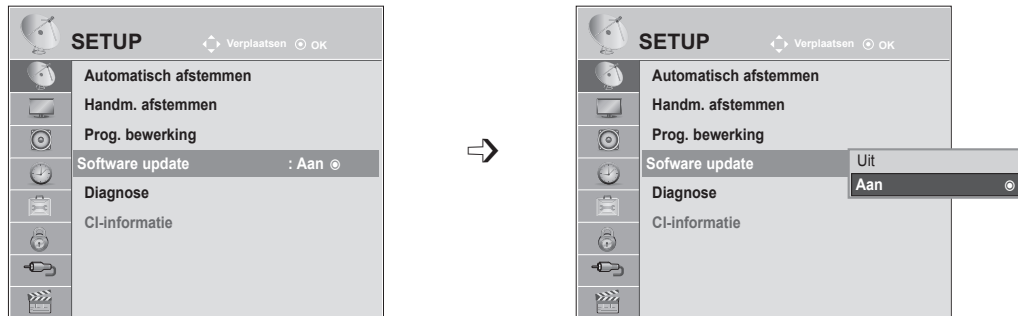 SETUP
Verplaatsen OK
Automatisch afstemmen
Handm. afstemmen
Prog. bewerking
Software update : Aan
Diagnose
CI-informatie
SETUP
Verplaatsen OK
Automatisch afstemmen
Handm. afstemmen
Prog. bewerking
Sofware update
Uit
Aan
Diagnose
CI-informatie